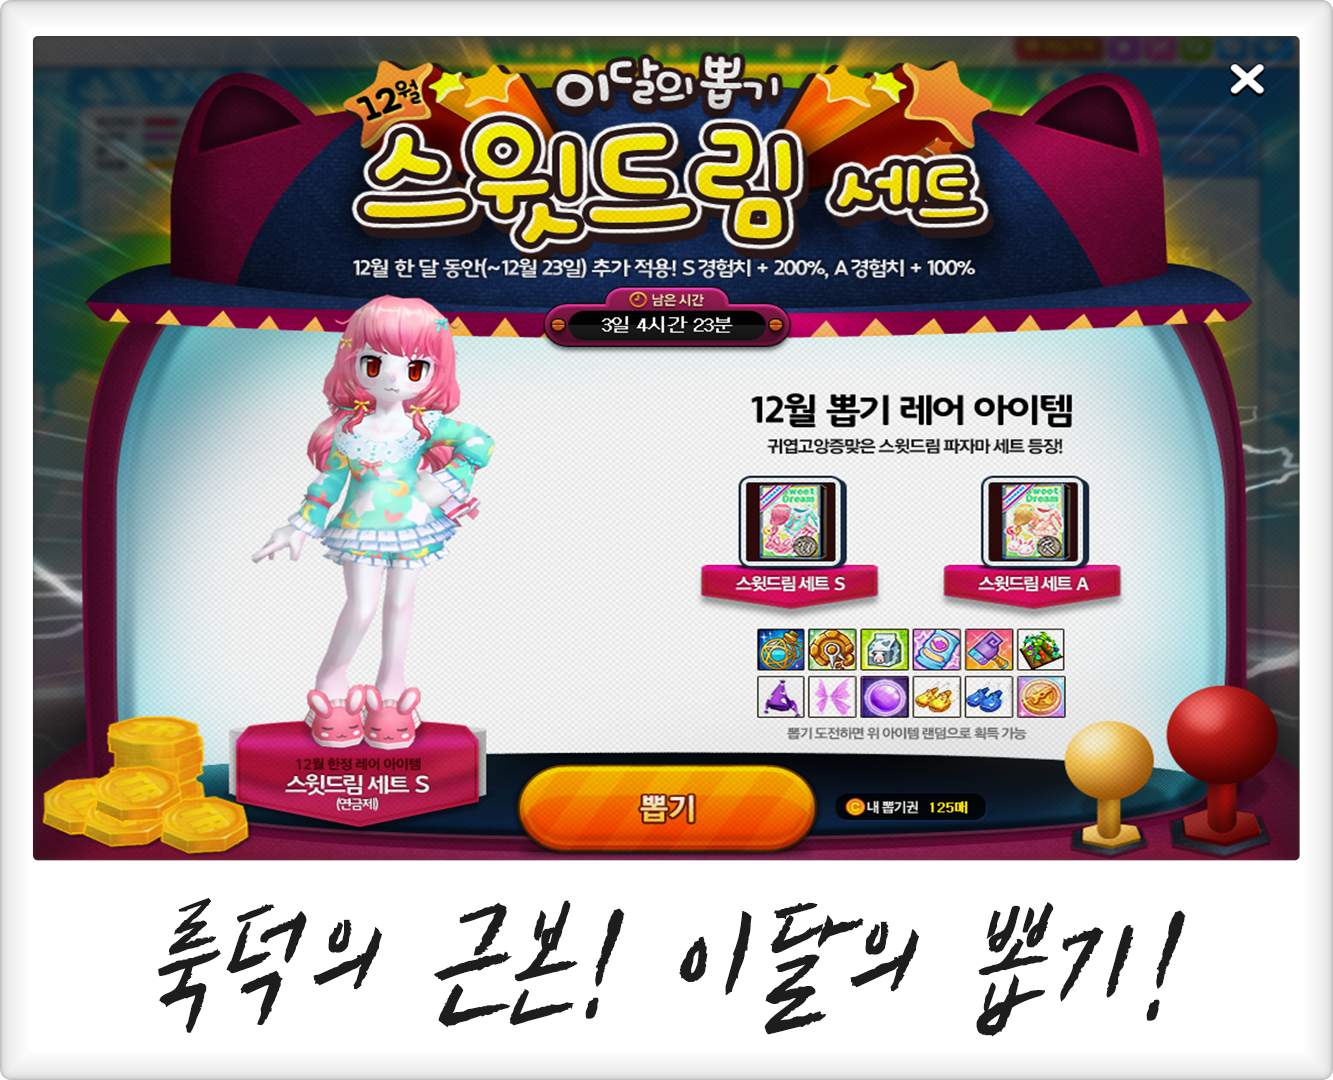 12월
이달의 뽑기
스윗드림 세트
12월 한 달 동안(~12월 23일) 추가 적용! S 경험치 + 200%, A 경험치 + 100%
남은 시간
3일 4시간 23분
12월 뽑기 레어 아이템
귀엽고앙증맞은 스윗드림 파자마 세트 등장!
Sweet Dream
Sweet Dream
스윗드림 세트 S
스윗드림 세트 A
뽑기 도전하면 위 아이템 랜덤으로 획득 가능
12월 한정 레어 아이템
스윗드림 세트 S
(연금제)
뽑기
내 뽑기권 125매
룩덕의 근본! 이달의 뽑기!